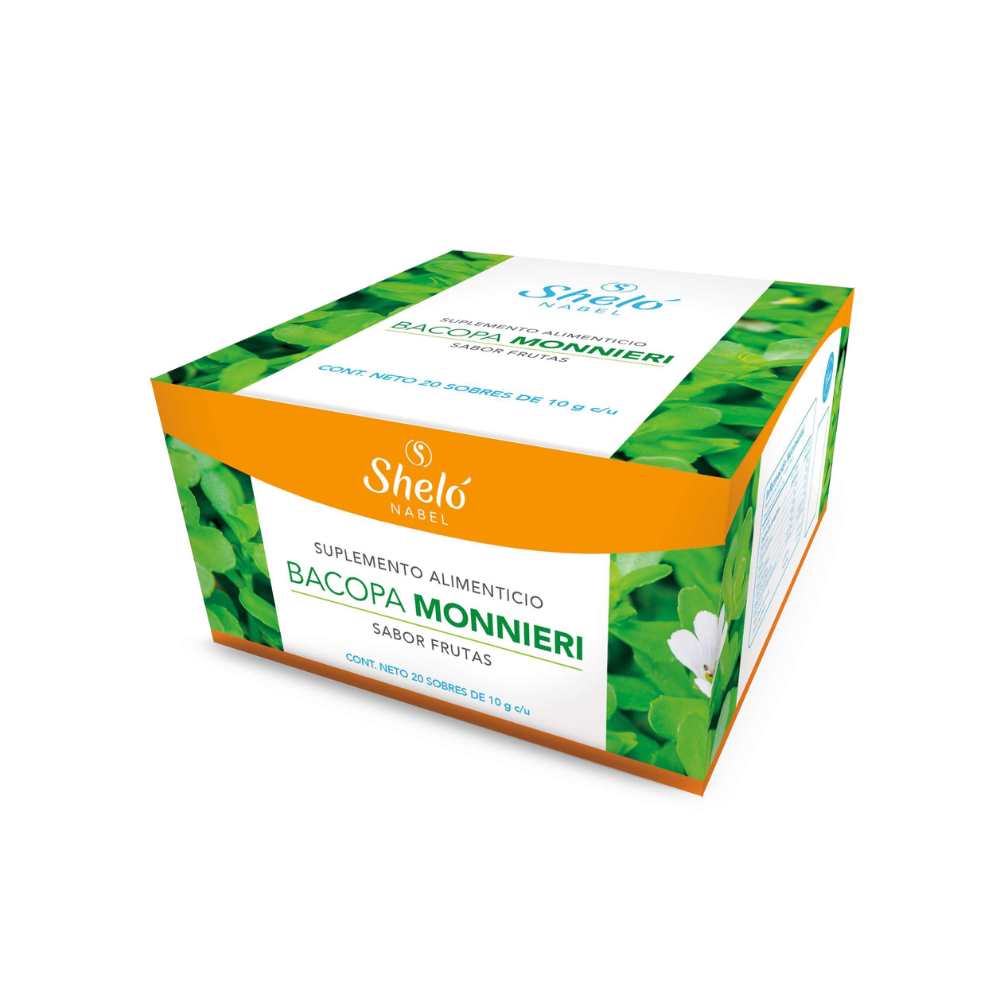 Sheló
NABEL
SUPLEMENTO ALIMENTICIO
BACOPA MONNIERI
SABOR FRUTAS
CONT. NETO 20 SOBRES DE 10 g c/u
Sheló
NABEL
SUPLEMENTO ALIMENTICIO
BACOPA MONNIERI
SABOR FRUTAS
CONT. NETO 20 SOBRES DE 10 g c/u